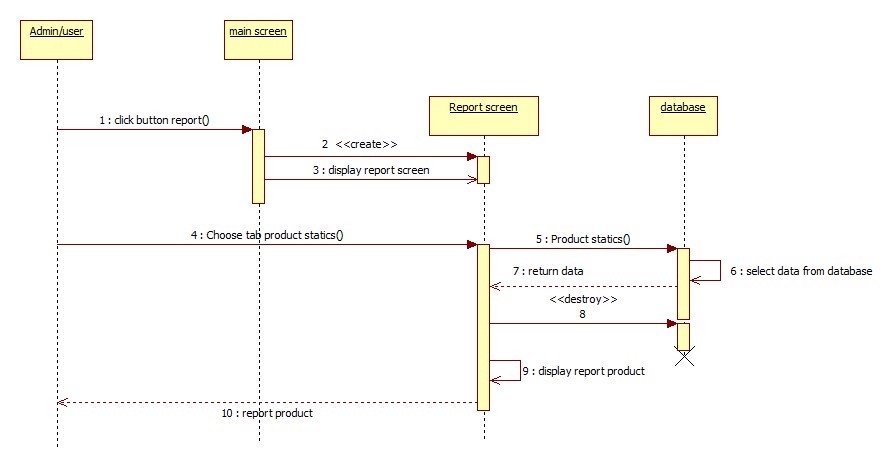 Admin/user
main screen
Report screen
database
1 : click button report()
2 <<create>>
3 : display report screen
4 : Choose tab product statics()
5 : Product statics()
6 : select data from database
7 : return data
<<destroy>>
8
9 : display report product
10 : report product